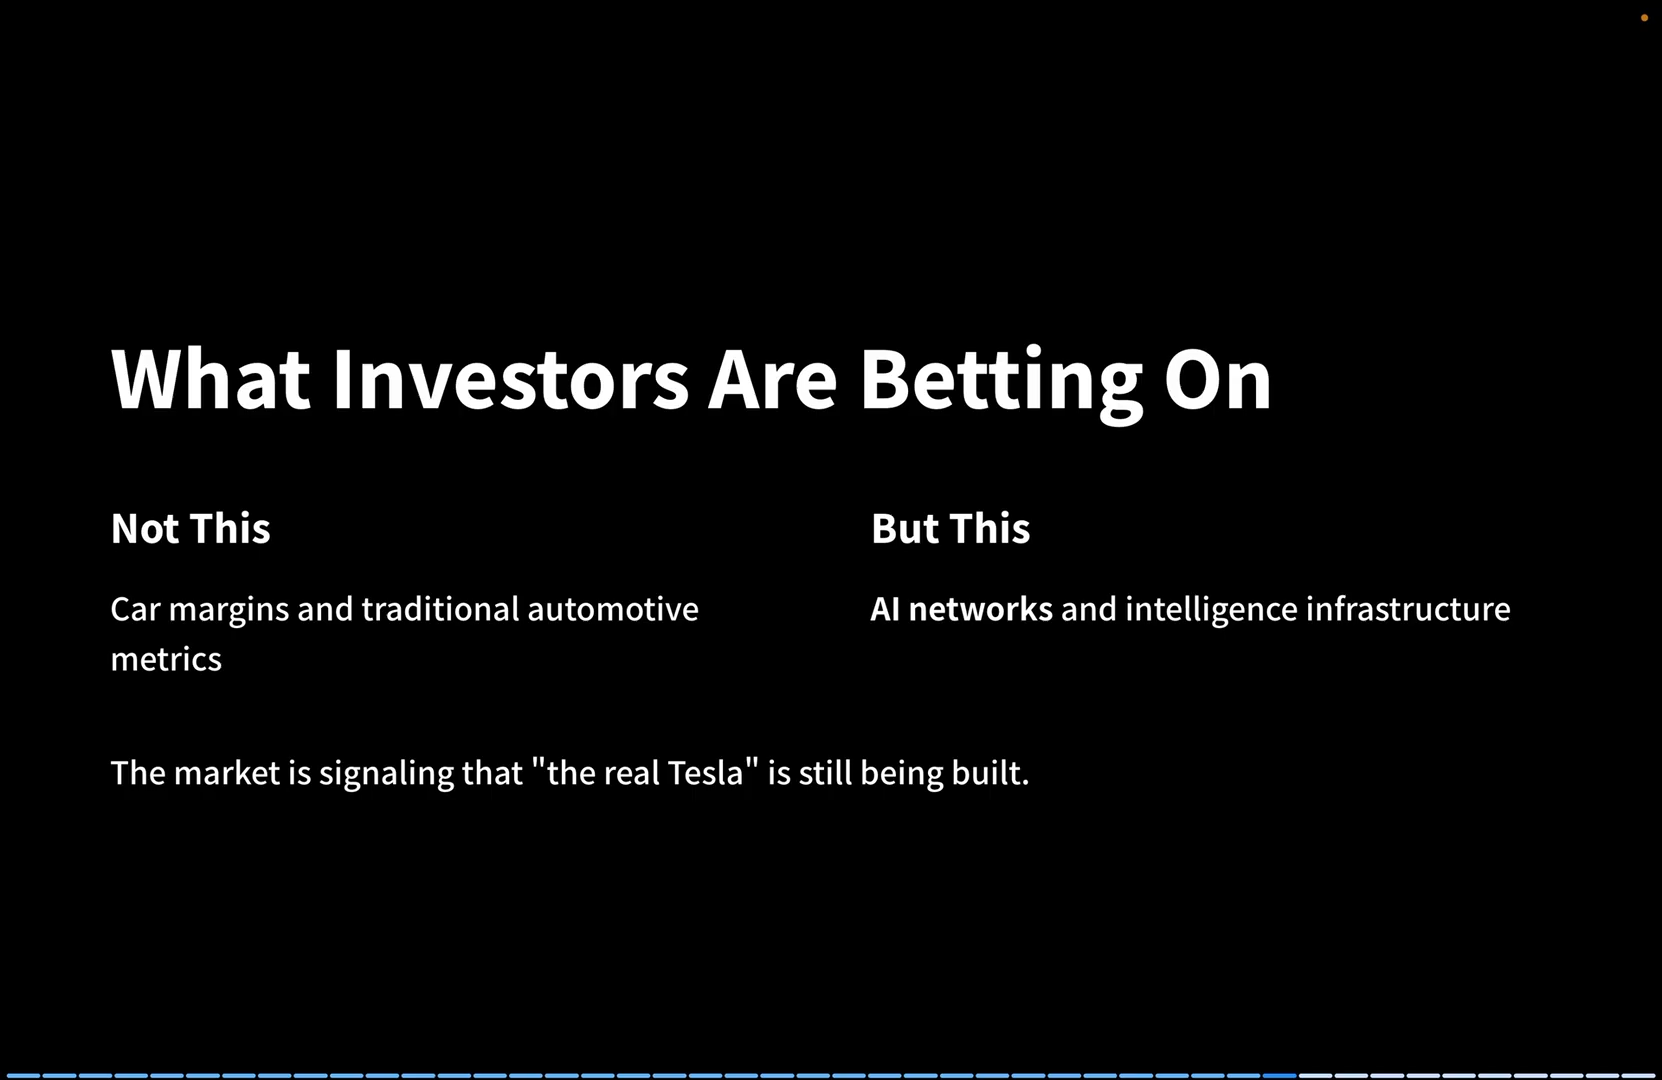 What Investors Are Betting On
Not This
Car margins and traditional automotive
metrics
But This
AI networks and intelligence infrastructure
The market is signaling that "the real Tesla" is still being built.